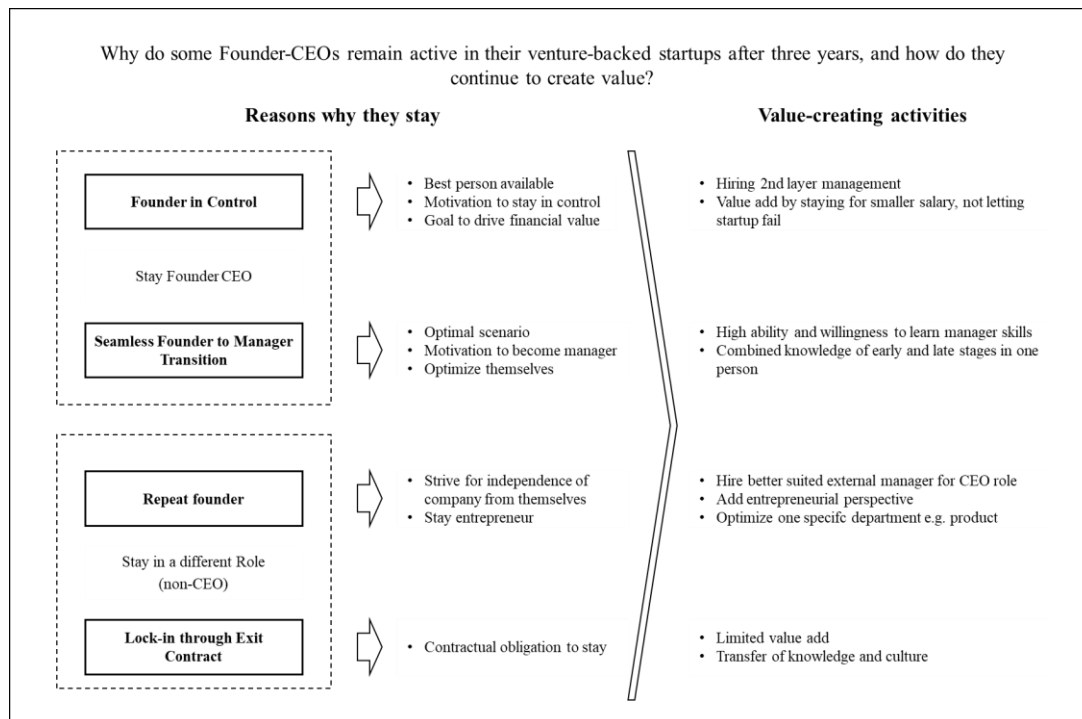 Why do some Founder-CEOs remain active in their venture-backed startups after three years, and how do they
continue to create value?
Reasons why they stay
Value-creating activities
Founder in Control
• Best person available
• Motivation to stay in control
• Goal to drive financial value
• Hiring 2nd layer management
• Value add by staying for smaller salary, not letting
startup fail
Stay Founder CEO
Seamless Founder to Manager
Transition
• Optimal scenario
• Motivation to become manager
• Optimize themselves
• High ability and willingness to learn manager skills
• Combined knowledge of early and late stages in one
person
Repeat founder
• Strive for independence of
company from themselves
• Stay entrepreneur
• Hire better suited external manager for CEO role
• Add entrepreneurial perspective
• Optimize one specifc department e.g. product
Stay in a different Role
(non-CEO)
Lock-in through Exit
Contract
• Contractual obligation to stay
• Limited value add
• Transfer of knowledge and culture